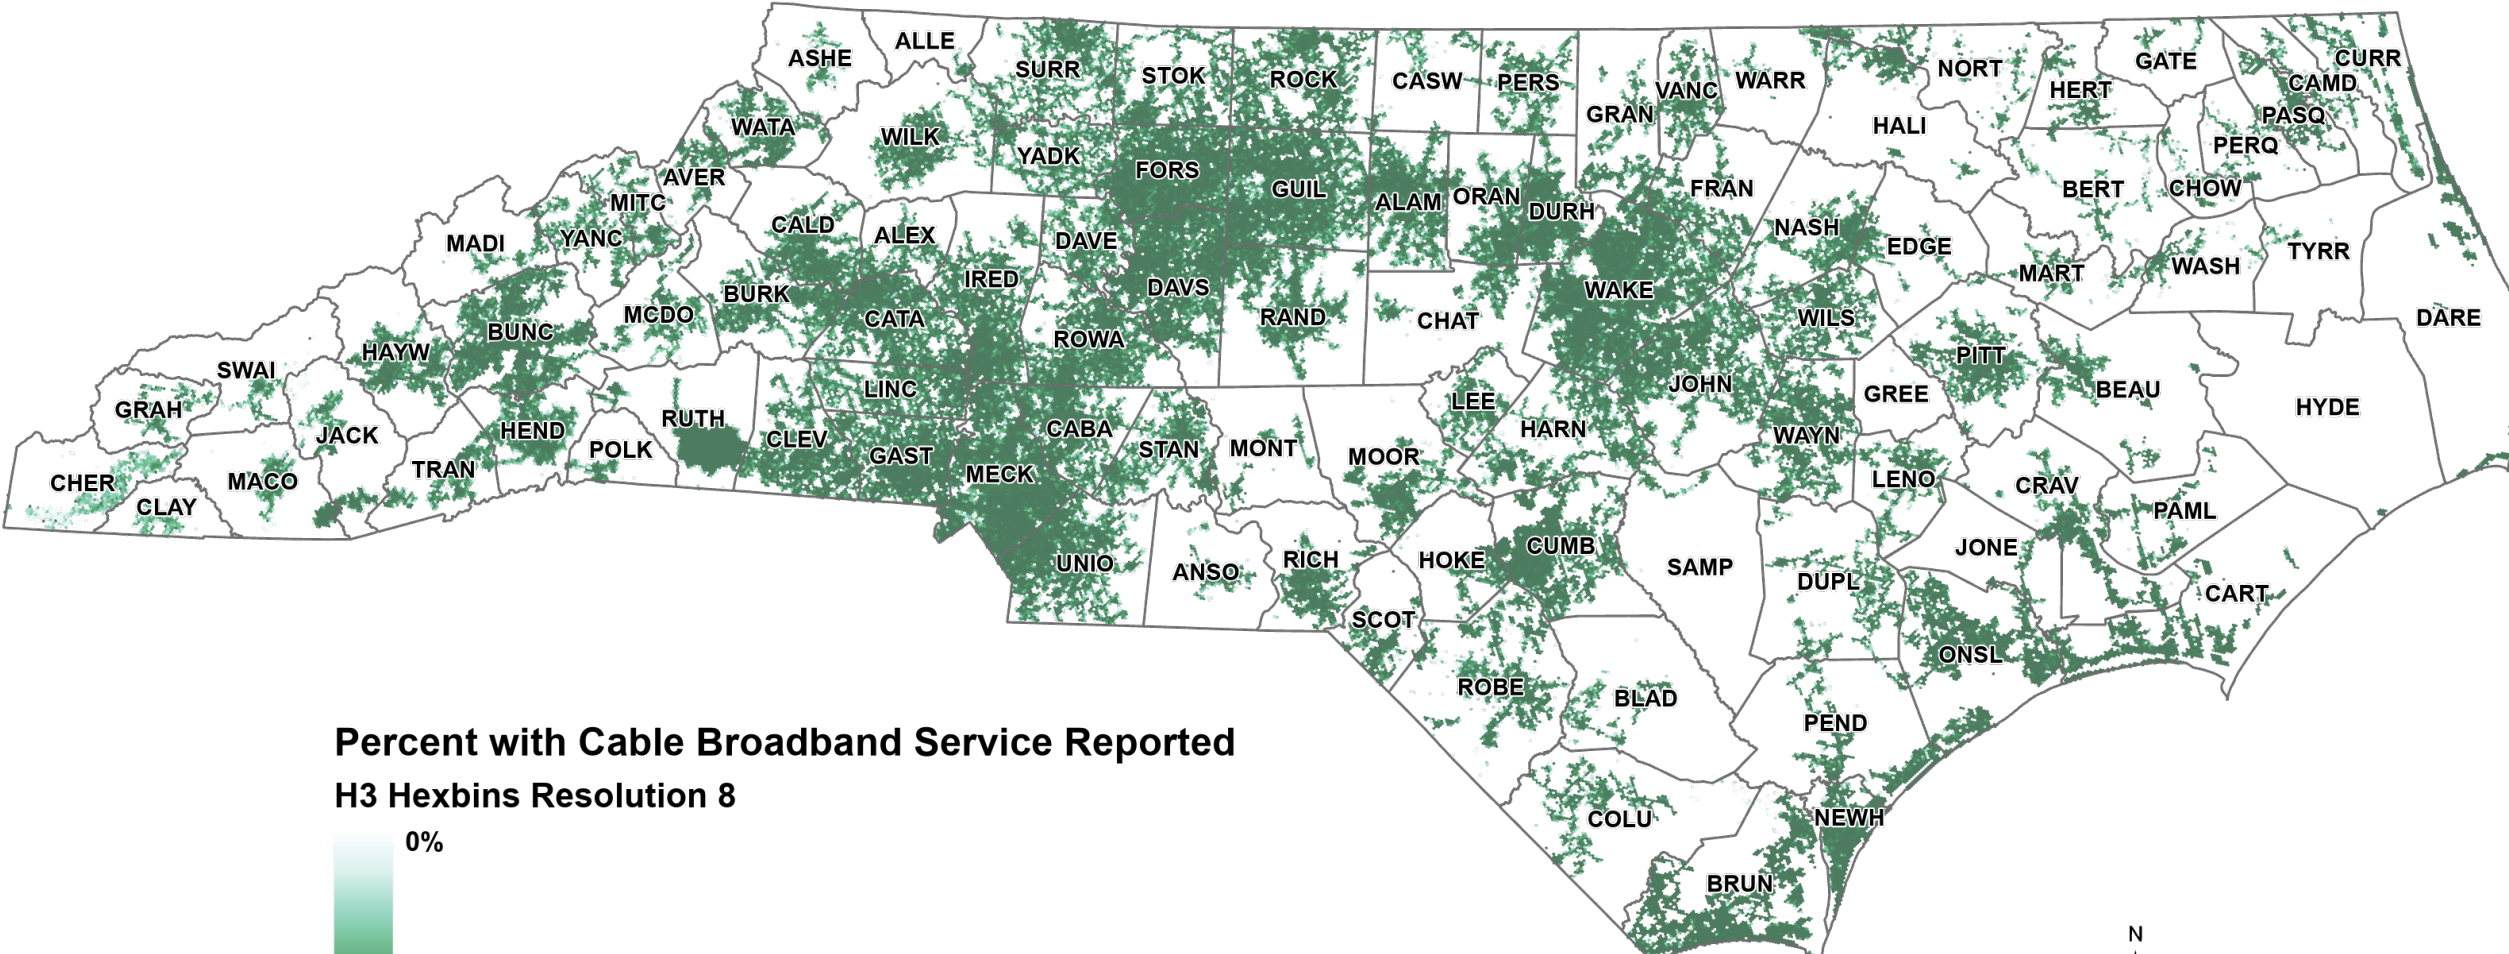 ASHE
ALLE
SURR
STOK
ROCK
CASW
PERS
GRAN
VANC
WARR
NORT
HALI
HERT
GATE
CURR
CAMD
PASQ
PERQ
CHOW
BERT
WATA
WILK
YADK
FORS
GUIL
ALAM
ORAN
DURH
FRAN
NASH
EDGE
MART
WASH
TYRR
DARE
AVER
MITC
YANC
MADI
CALD
ALEX
IRED
DAVE
DAVS
RAND
CHAT
WAKE
WILS
PITT
BEAU
HYDE
BURK
MCDO
BUNC
HAYW
SWAI
GRAH
CATA
ROWA
LINC
LEE
JOHN
GREE
WAYN
LENO
CRAV
PAML
CHER
CLAY
MACO
JACK
TRAN
HEND
POLK
RUTH
CLEV
GAST
MECK
CABA
STAN
MONT
MOOR
HARN
UNIO
ANSO
RICH
HOKE
CUMB
SAMP
DUPL
JONE
CART
SCOT
ROBE
BLAD
ONSL
PEND
COLU
NEWH
BRUN
Percent with Cable Broadband Service Reported
H3 Hexbins Resolution 8
0%
N